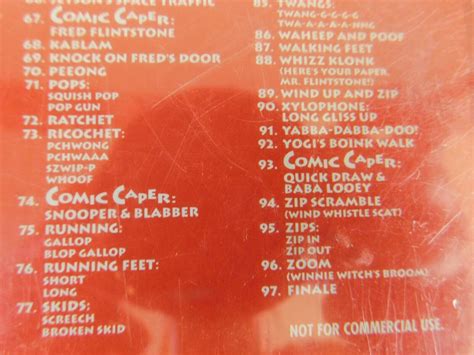 66. JETSON'S SPACE TRAFFIC
67. COMIC CAPER:
FRED FLINTSTONE
68. KABLAM
69. KNOCK ON FRED'S DOOR
70. PEEONG
71. POPS:
SQUISH POP
POP GUN
72. RATCHET
73. RICOCHET:
PCHWONG
PCHWAAA
SZWIP-P
WHOOF
74. COMIC CAPER:
SNOOPER & BLABBER
75. RUNNING:
GALLOP
BLOP GALLOP
76. RUNNING FEET:
SHORT
LONG
77. SKIDS:
SCREECH
BROKEN SKID
85. TWANGS:
TWANG-G-G-G-G
TWA-A-A-A-A-NNG
86. WAHEEP AND POOF
87. WALKING FEET
88. WHIZZ KLONK
(HERE'S YOUR PAPER,
MR. FLINTSTONE!)
89. WIND UP AND ZIP
90. XYLOPHONE:
LONG GLISS UP
91. YABBA-DABBA-DOO!
92. YOGI'S BOINK WALK
93. COMIC CAPER:
QUICK DRAW &
BABA LOOEY
94. ZIP SCRAMBLE
(WIND WHISTLE SCAT)
95. ZIPS:
ZIP IN
ZIP OUT
96. ZOOM
(WINNIE WITCH'S BROOM)
97. FINALE
NOT FOR COMMERCIAL USE.